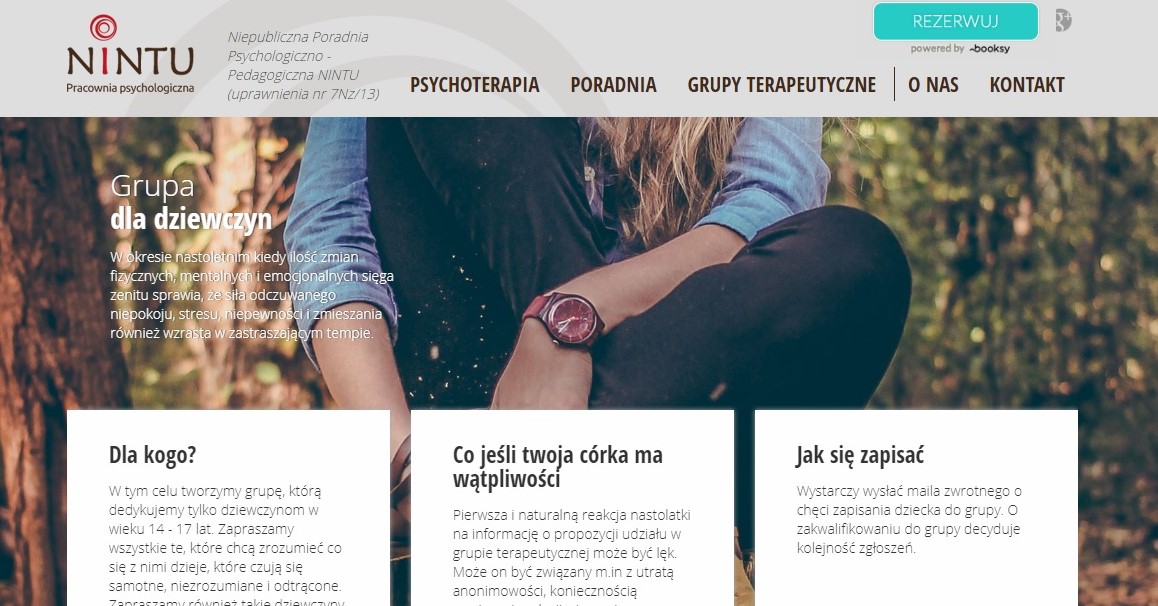 NINTU
Pracownia psychologiczna
Niepubliczna Poradnia
Psychologiczno -
Pedagogiczna NINTU
(uprawnienia nr 7Nz/13)
REZERWUJ
powered by booksy
g+
PSYCHOTERAPIA
PORADNIA
GRUPY TERAPEUTYCZNE
O NAS
KONTAKT
Grupa
dla dziewczyn
W okresie nastoletnim kiedy ilość zmian
fizycznych, mentalnych i emocjonalnych sięga
zenitu sprawia, że siła odczuwanego
niepokoju, stresu, niepewności i zmieszania
również wzrasta w zastraszającym tempie.
Dla kogo?
W tym celu tworzymy grupę, którą
dedykujemy tylko dziewczynom w
wieku 14 - 17 lat. Zapraszamy
wszystkie te, które chcą zrozumieć co
się z nimi dzieje, które czują się
samotne, niezrozumiane i odtrącone.
Zapraszamy również takie dziewczyny
Co jeśli twoja córka ma
wątpliwości
Pierwsza i naturalną reakcja nastolatki
na informację o propozycji udziału w
grupie terapeutycznej może być lęk.
Może on być związany m.in z utratą
anonimowości, koniecznością
Jak się zapisać
Wystarczy wysłać maila zwrotnego o
chęci zapisania dziecka do grupy. O
zakwalifikowaniu do grupy decyduje
kolejność zgłoszeń.